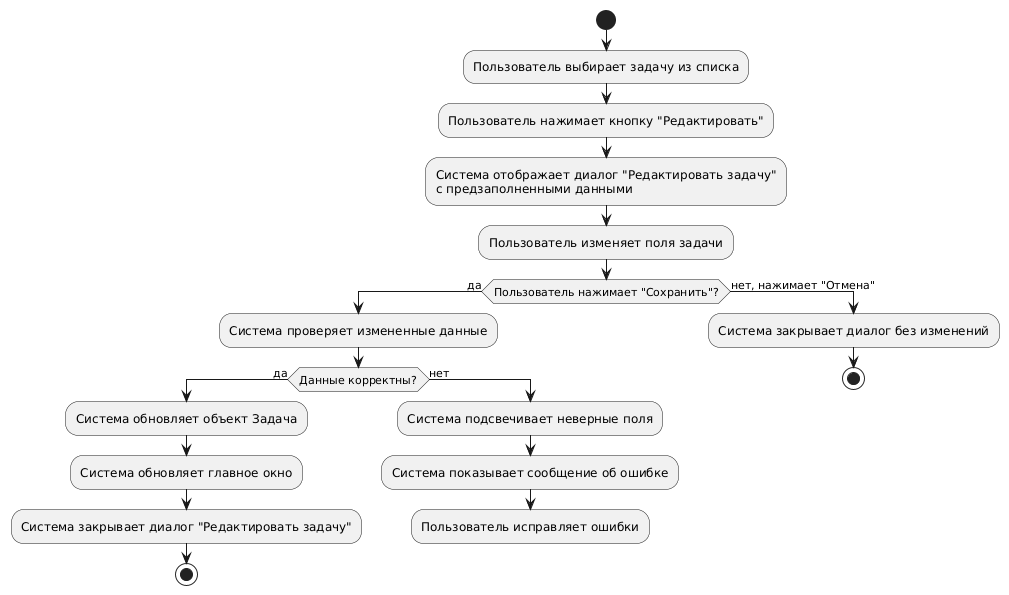 Пользователь выбирает задачу из списка
Пользователь нажимает кнопку "Редактировать"
Система отображает диалог "Редактировать задачу"
с предзаполненными данными
Пользователь изменяет поля задачи
да
Пользователь нажимает "Сохранить"?
нет, нажимает "Отмена"
Система проверяет измененные данные
Система закрывает диалог без изменений
да
Данные корректны?
нет
Система обновляет объект Задача
Система подсвечивает неверные поля
Система обновляет главное окно
Система показывает сообщение об ошибке
Система закрывает диалог "Редактировать задачу"
Пользователь исправляет ошибки